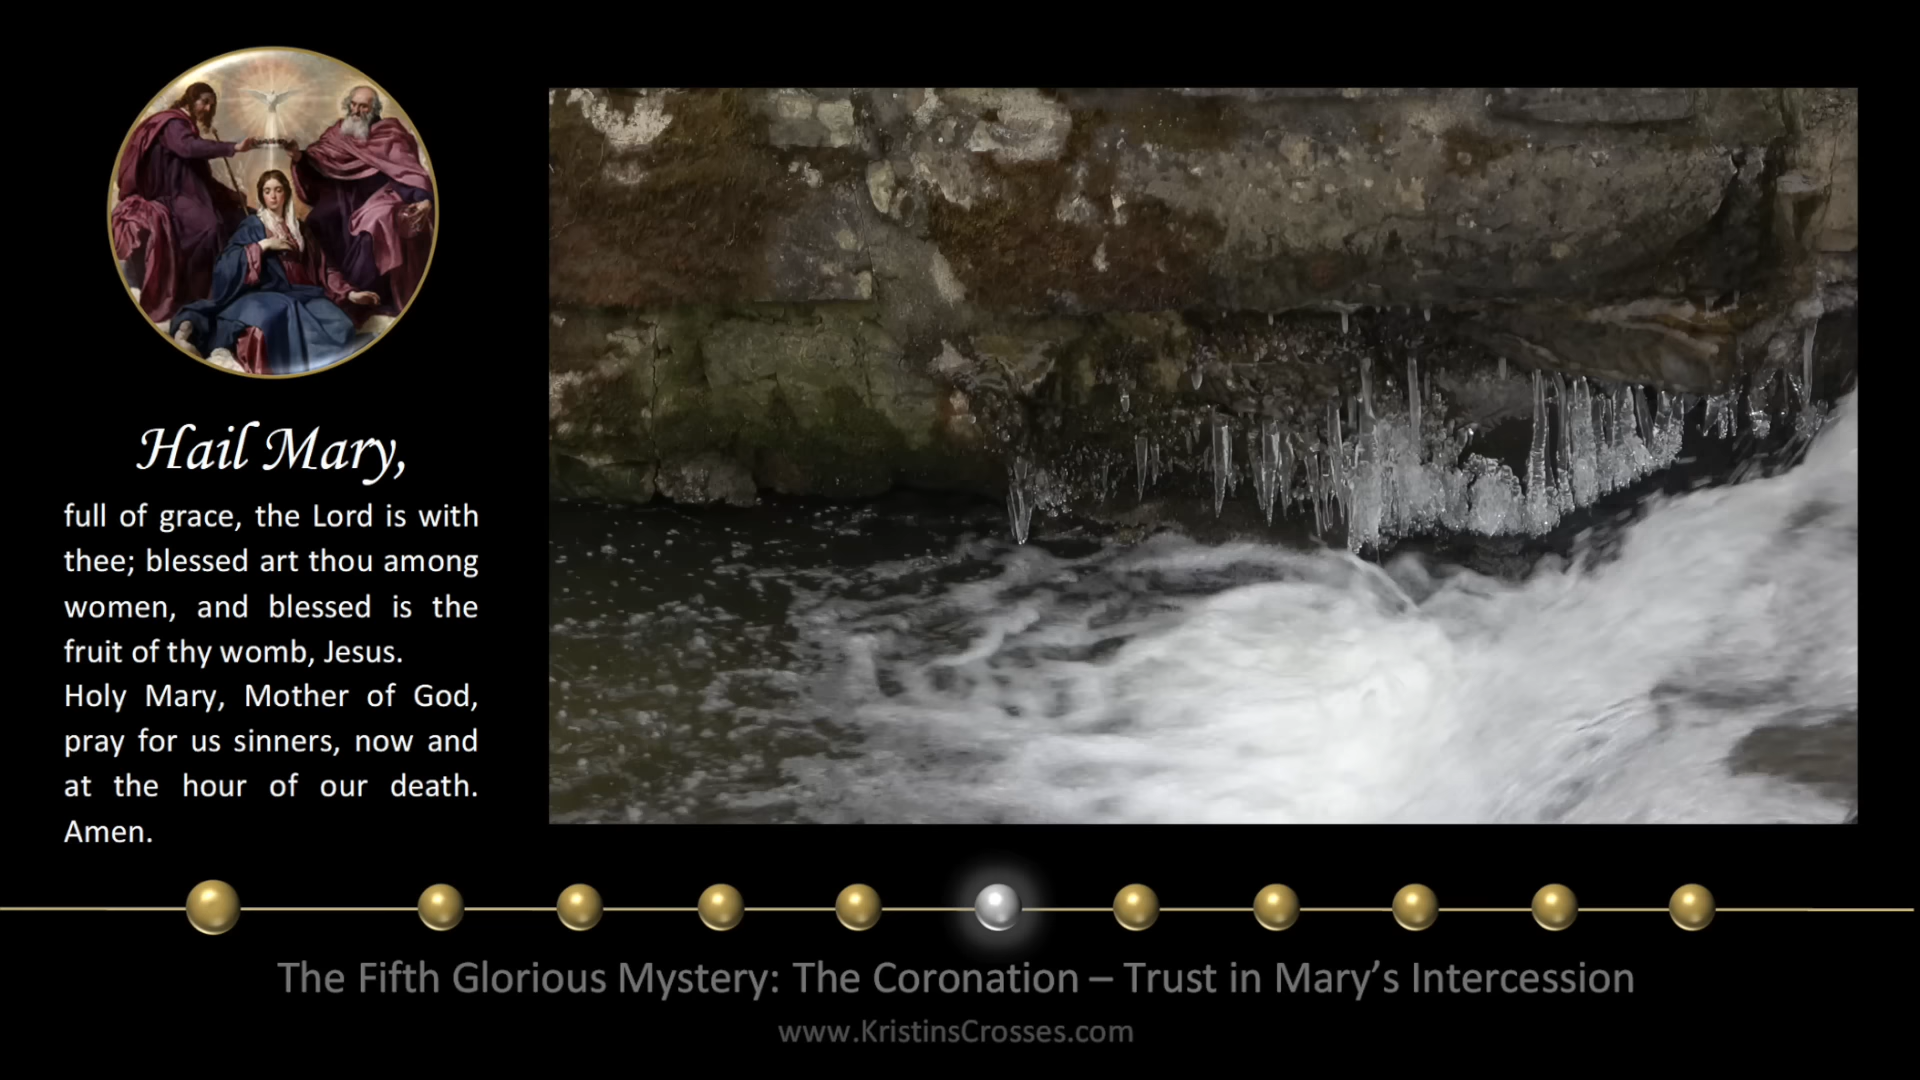 Hail Mary,
full of grace, the Lord is with
thee; blessed art thou among
women, and blessed is the
fruit of thy womb, Jesus.
Holy Mary, Mother of God,
pray for us sinners, now and
at the hour of our death.
Amen.
The Fifth Glorious Mystery: The Coronation – Trust in Mary’s Intercession
www.KristinsCrosses.com